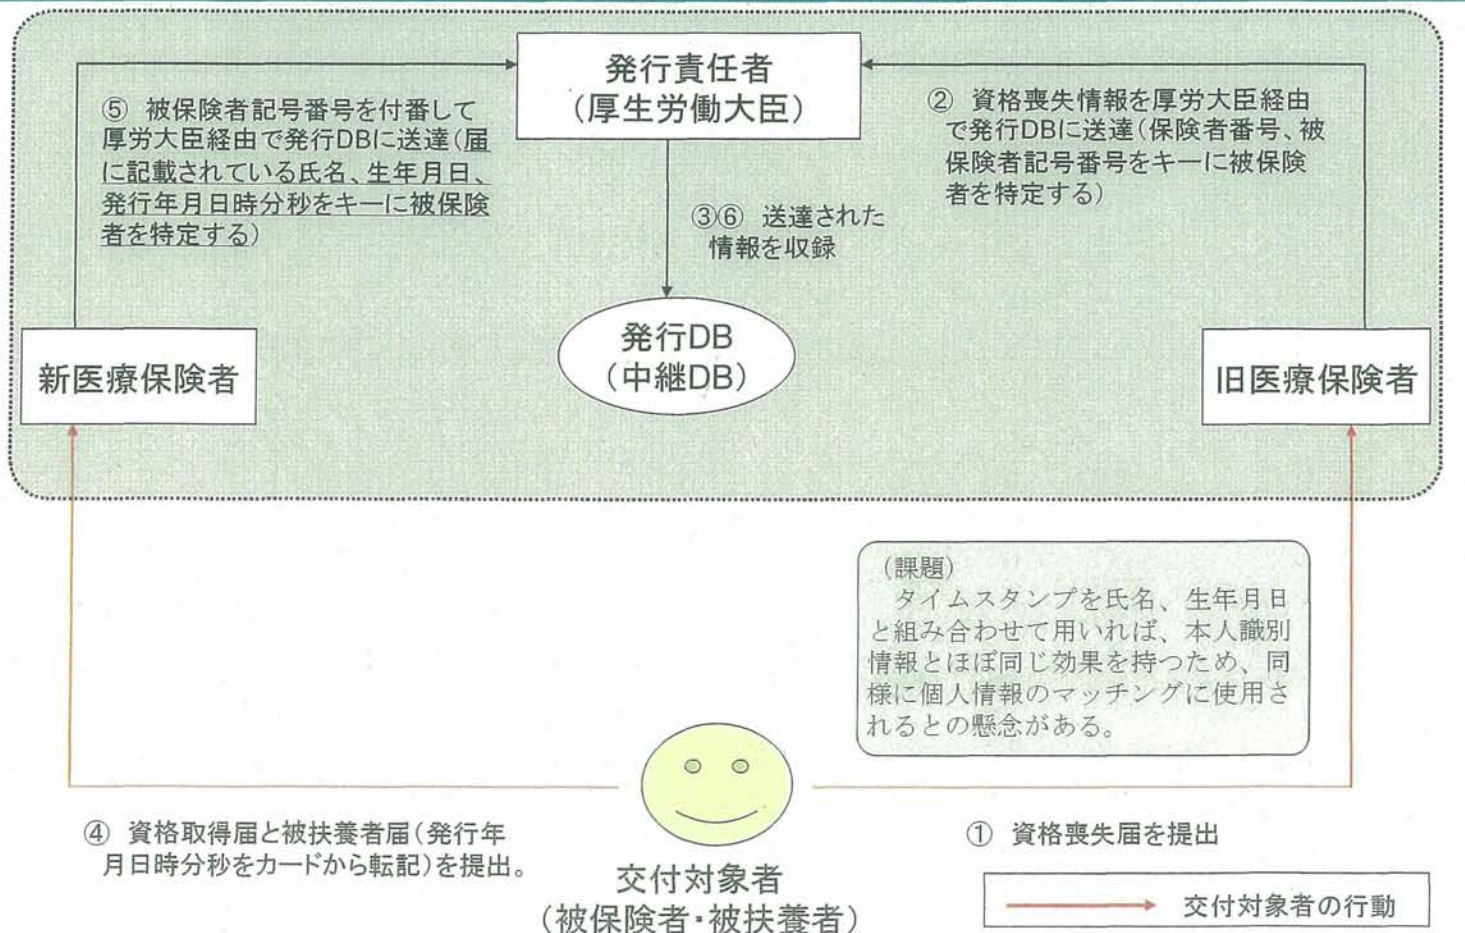 発行責任者
(厚生労働大臣)
⑤ 被保険者記号番号を付番して
厚労大臣経由で発行DBに送達(届
に記載されている氏名、生年月日、
発行年月日時分秒をキーに被保険
者を特定する)
② 資格喪失情報を厚労大臣経由
で発行DBに送達(保険者番号、被
保険者記号番号をキーに被保険
者を特定する)
③⑥ 送達された
情報を収録
発行DB
(中継DB)
新医療保険者
旧医療保険者
(課題)
タイムスタンプを氏名、生年月日
と組み合わせて用いれば、本人識別
情報とほぼ同じ効果を持つため、同
様に個人情報のマッチングに使用さ
れるとの懸念がある。
④ 資格取得届と被扶養者届(発行年
月日時分秒をカードから転記)を提出。
① 資格喪失届を提出
交付対象者
(被保険者・被扶養者)
交付対象者の行動